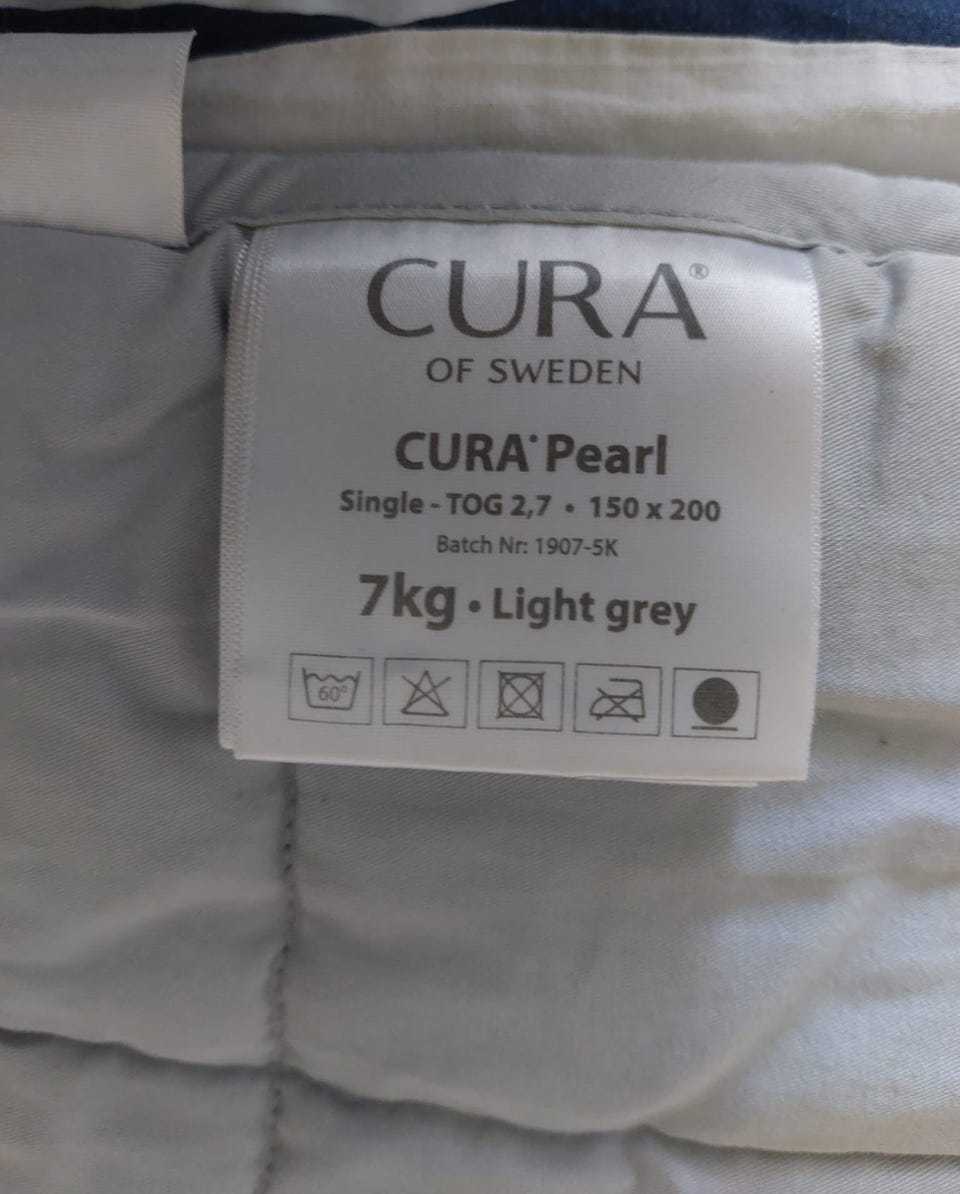 CURA®
OF SWEDEN
CURA® Pearl
Single - TOG 2,7 • 150 x 200
Batch Nr: 1907-5K
7kg • Light grey
60°